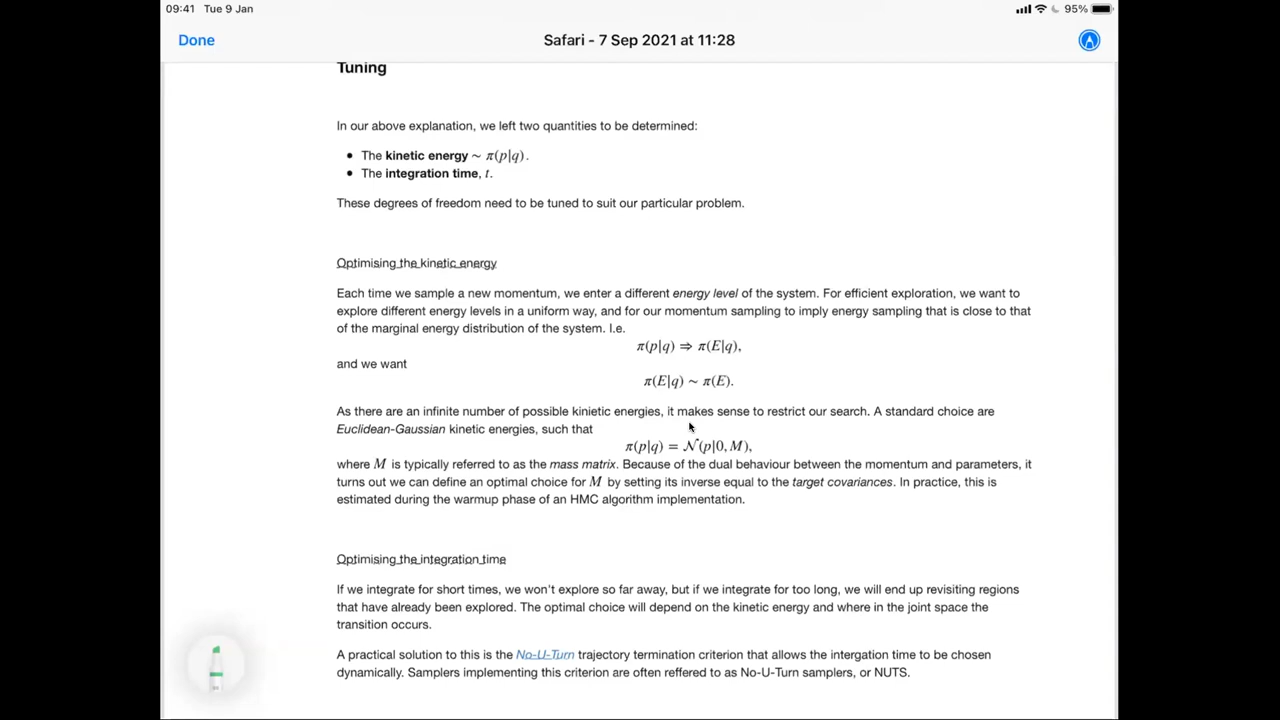 09:41 Tue 9 Jan
95%
Done
Safari - 7 Sep 2021 at 11:28
Tuning
In our above explanation, we left two quantities to be determined:
• The kinetic energy ∼ π(p|q).
• The integration time, t.
These degrees of freedom need to be tuned to suit our particular problem.
Optimising the kinetic energy
Each time we sample a new momentum, we enter a different energy level of the system. For efficient exploration, we want to
explore different energy levels in a uniform way, and for our momentum sampling to imply energy sampling that is close to that
of the marginal energy distribution of the system. I.e.
π(p|q) ⇒ π(E|q),
and we want
π(E|q) ∼ π(E).
As there are an infinite number of possible kinietic energies, it makes sense to restrict our search. A standard choice are
Euclidean-Gaussian kinetic energies, such that
π(p|q) = 𝒩(p|0, M),
where M is typically referred to as the mass matrix. Because of the dual behaviour between the momentum and parameters, it
turns out we can define an optimal choice for M by setting its inverse equal to the target covariances. In practice, this is
estimated during the warmup phase of an HMC algorithm implementation.
Optimising the integration time
If we integrate for short times, we won't explore so far away, but if we integrate for too long, we will end up revisiting regions
that have already been explored. The optimal choice will depend on the kinetic energy and where in the joint space the
transition occurs.
A practical solution to this is the No-U-Turn trajectory termination criterion that allows the intergation time to be chosen
dynamically. Samplers implementing this criterion are often reffered to as No-U-Turn samplers, or NUTS.